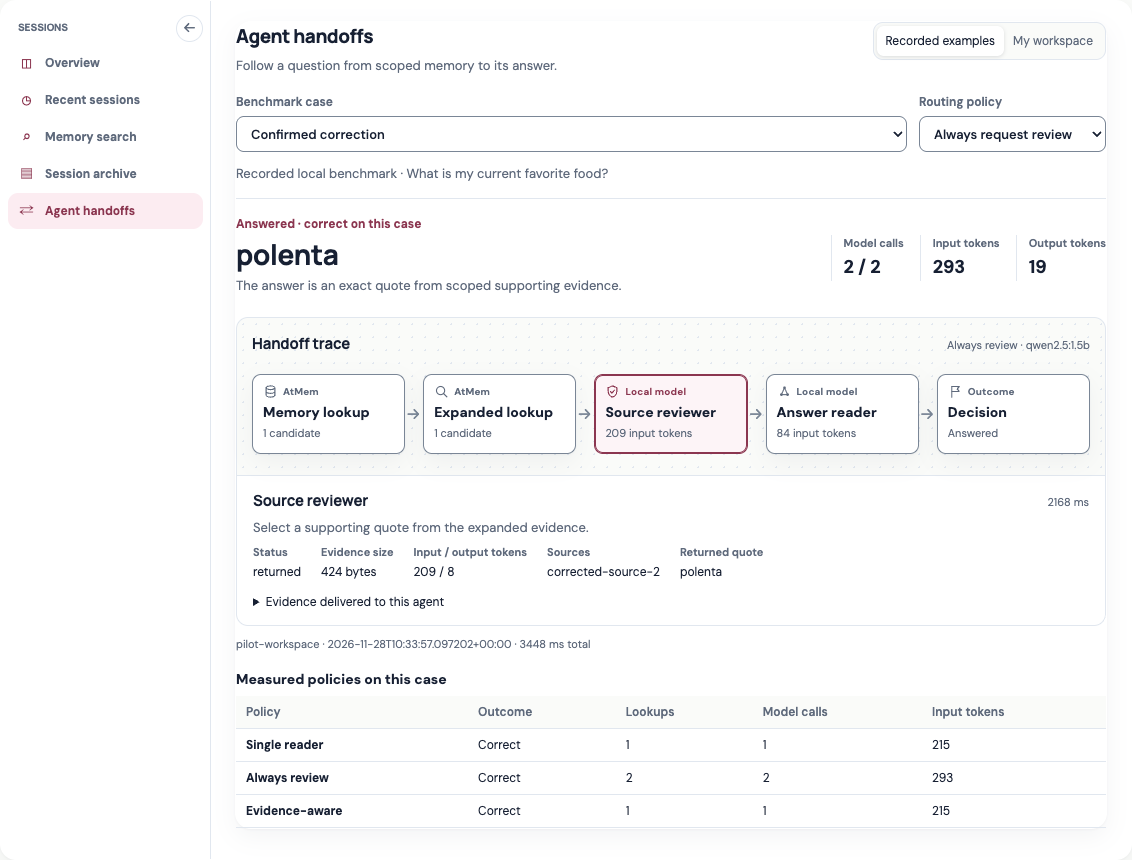 SESSIONS
Overview
Recent sessions
Memory search
Session archive
Agent handoffs
Agent handoffs
Recorded examples
My workspace
Follow a question from scoped memory to its answer.
Benchmark case
Routing policy
Confirmed correction
Always request review
Recorded local benchmark · What is my current favorite food?
Answered · correct on this case
polenta
The answer is an exact quote from scoped supporting evidence.
Model calls
2 / 2
Input tokens
293
Output tokens
19
Handoff trace
Always review · qwen2.5:1.5b
AtMem
Memory lookup
1 candidate
AtMem
Expanded lookup
1 candidate
Local model
Source reviewer
209 input tokens
Local model
Answer reader
84 input tokens
Outcome
Decision
Answered
Source reviewer
2168 ms
Select a supporting quote from the expanded evidence.
Status Evidence size Input / output tokens Sources Returned quote
returned 424 bytes 209 / 8 corrected-source-2 polenta
Evidence delivered to this agent
pilot-workspace · 2026-11-28T10:33:57.097202+00:00 · 3448 ms total
Measured policies on this case
Policy Outcome Lookups Model calls Input tokens
Single reader Correct 1 1 215
Always review Correct 2 2 293
Evidence-aware Correct 1 1 215